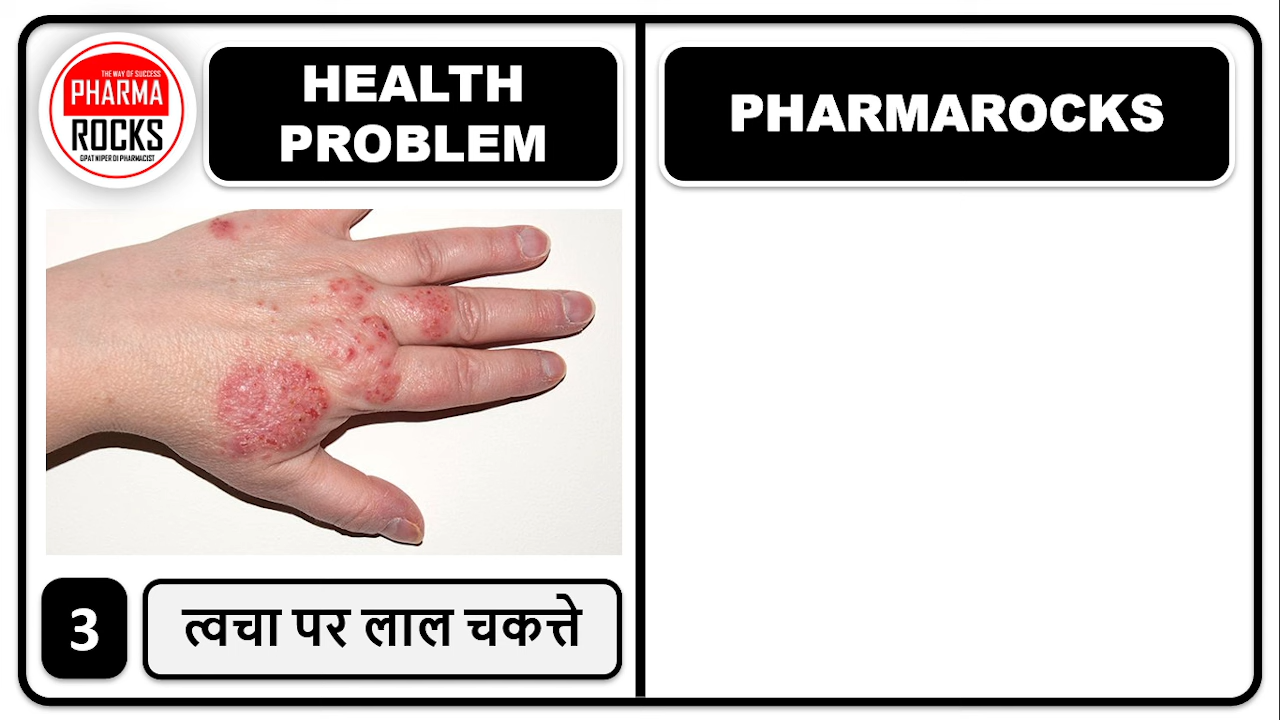 THE WAY OF SUCCESS
PHARMA
ROCKS
GPAT NIPER DI PHARMACIST
HEALTH
PROBLEM
PHARMAROCKS
3
त्वचा पर लाल चकत्ते